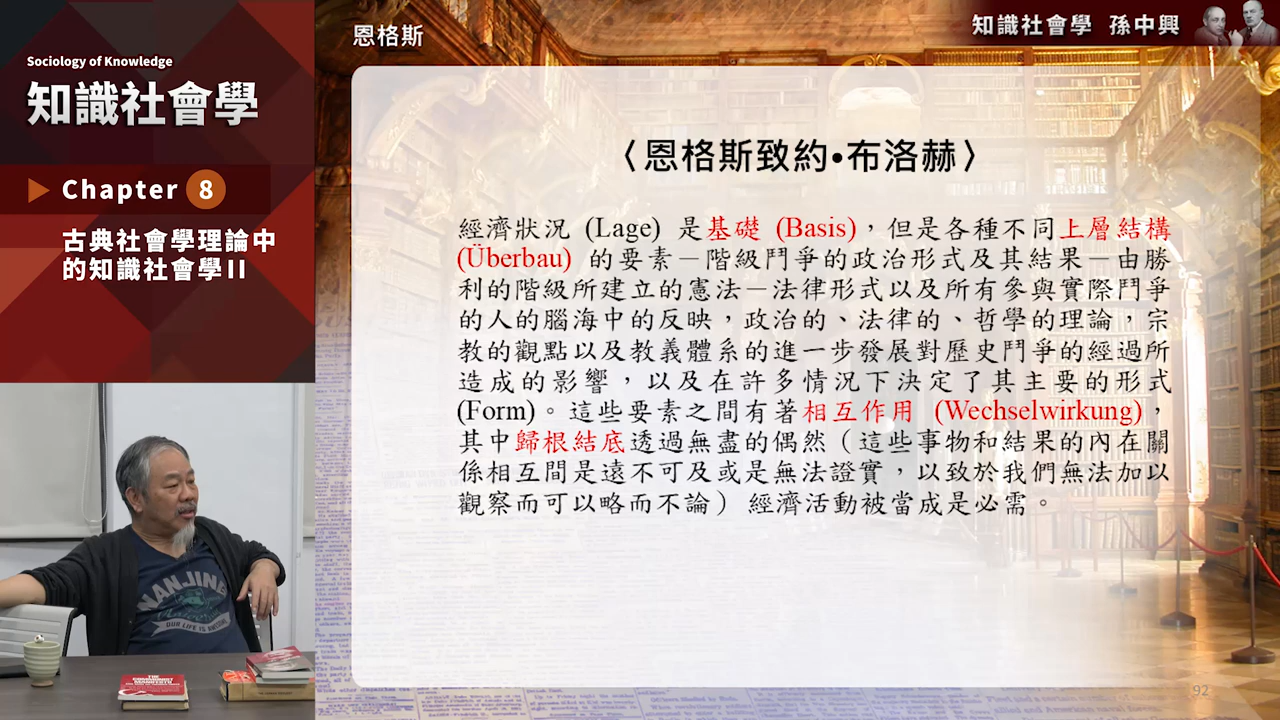 Sociology of Knowledge
知識社會學
Chapter 8
古典社會學理論中
的知識社會學II
恩格斯
知識社會學 孫中興
〈恩格斯致約•布洛赫〉
經濟狀況 (Lage) 是基礎 (Basis)，但是各種不同上層結構
(Überbau) 的要素－階級鬥爭的政治形式及其結果－由勝
利的階級所建立的憲法－法律形式以及所有參與實際鬥爭
的人的腦海中的反映，政治的、法律的、哲學的理論，宗
教的觀點以及教義體系的進一步發展對歷史鬥爭的經過所
造成的影響，以及在許多情況下決定了其主要的形式
(Form)。這些要素之間有著相互作用 (Wechselwirkung)，
其中歸根結底透過無盡的偶然（這些事物和結果的內在關
係相互間是遠不可及或是無法證實，以致於我們無法加以
觀察而可以略而不論） 經濟活動被當成是必需。
92
NANJING
OUR LIFE IS AWESOME
THE COMMUNIST
MANIFESTO